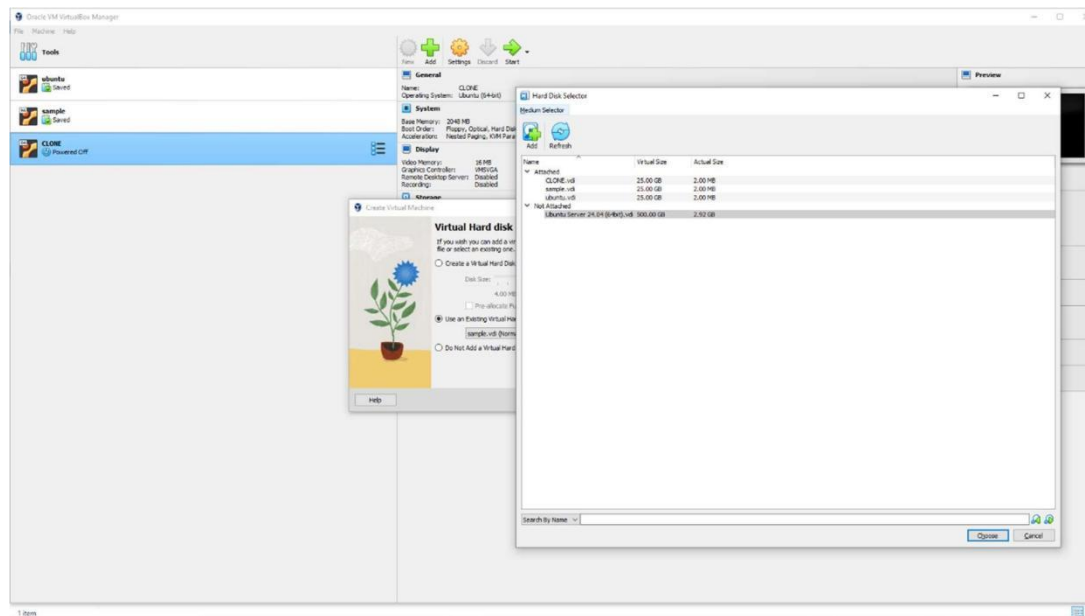 Oracle VM VirtualBox Manager
File Machine Help
Tools
ubuntu
Saved
sample
Saved
CLONE
Powered Off
New Add Settings Discard Start
General
Name: CLONE
Operating System: Ubuntu (64-bit)
System
Base Memory: 2048 MB
Boot Order: Floppy, Optical, Hard
Acceleration: Nested Paging, KVM
Display
Video Memory: 16 MB
Graphics Controller: VMSVGA
Remote Desktop Server: Disabled
Recording: Disabled
Storage
Preview
Create Virtual Machine
Virtual Hard disk
If you wish you can add a
file or select an existing one.
Create a Virtual Hard Disk
Disk Size:
4.00 MB
Pre-allocate
Use an Existing Virtual
sample.vdi
Do Not Add a Virtual Hard
Help
Hard Disk Selector
Medium Selector
Add Refresh
Name Virtual Size Actual Size
Attached
CLONE.vdi 25.00 GB 2.00 MB
sample.vdi 25.00 GB 2.00 MB
ubuntu.vdi 25.00 GB 2.00 MB
Not Attached
Ubuntu Server 24.04 (64bit).vdi 500.00 GB 2.92 GB
Search By Name
Choose Cancel
1 item